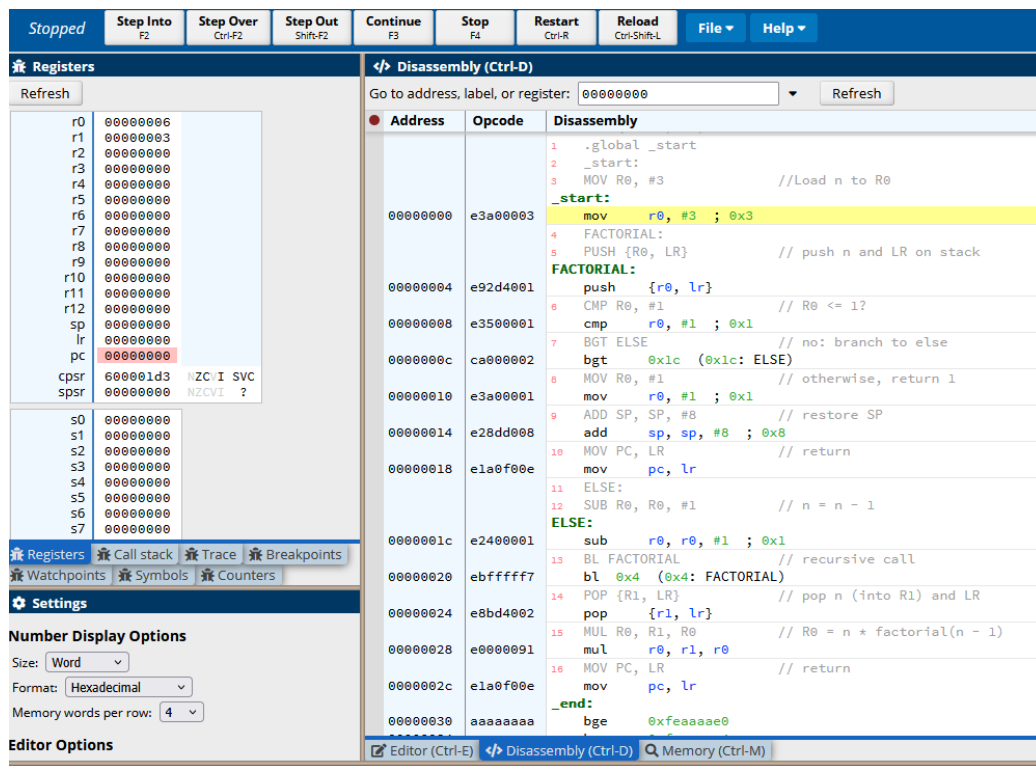 Stopped
Step Into F2
Step Over Ctrl-F2
Step Out Shift-F2
Continue F3
Stop F4
Restart Ctrl-R
Reload Ctrl-Shift-L
File
Help
Registers
Refresh
r0 00000006
r1 00000003
r2 00000000
r3 00000000
r4 00000000
r5 00000000
r6 00000000
r7 00000000
r8 00000000
r9 00000000
r10 00000000
r11 00000000
r12 00000000
sp 00000000
lr 00000000
pc 00000000
cpsr 600001d3 NZCVI SVC
spsr 00000000 NZCVI ?
s0 00000000
s1 00000000
s2 00000000
s3 00000000
s4 00000000
s5 00000000
s6 00000000
s7 00000000
Registers Call stack Trace Breakpoints
Watchpoints Symbols Counters
Settings
Number Display Options
Size: Word
Format: Hexadecimal
Memory words per row: 4
Editor Options
</> Disassembly (Ctrl-D)
Go to address, label, or register: 00000000 Refresh
Address Opcode Disassembly
1 .global _start
2 _start:
3 MOV R0, #3 //Load n to R0
_start:
00000000 e3a00003 mov r0, #3 ; 0x3
4 FACTORIAL:
5 PUSH {R0, LR} // push n and LR on stack
FACTORIAL:
00000004 e92d4001 push {r0, lr}
6 CMP R0, #1 // R0 <= 1?
00000008 e3500001 cmp r0, #1 ; 0x1
7 BGT ELSE // no: branch to else
0000000c ca000002 bgt 0x1c (0x1c: ELSE)
8 MOV R0, #1 // otherwise, return 1
00000010 e3a00001 mov r0, #1 ; 0x1
9 ADD SP, SP, #8 // restore SP
00000014 e28dd008 add sp, sp, #8 ; 0x8
10 MOV PC, LR // return
00000018 e1a0f00e mov pc, lr
11 ELSE:
12 SUB R0, R0, #1 // n = n - 1
ELSE:
0000001c e2400001 sub r0, r0, #1 ; 0x1
13 BL FACTORIAL // recursive call
00000020 ebfffff7 bl 0x4 (0x4: FACTORIAL)
14 POP {R1, LR} // pop n (into R1) and LR
00000024 e8bd4002 pop {r1, lr}
15 MUL R0, R1, R0 // R0 = n * factorial(n - 1)
00000028 e0000091 mul r0, r1, r0
16 MOV PC, LR // return
0000002c e1a0f00e mov pc, lr
_end:
00000030 aaaaaaaa bge 0xfeaaaae0
Editor (Ctrl-E) </> Disassembly (Ctrl-D) Memory (Ctrl-M)